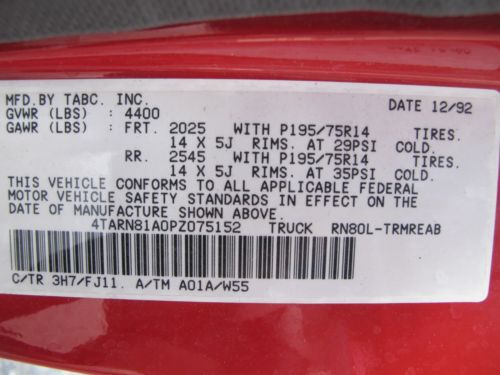 MFD.BY TABC. INC. DATE 12/92
GVWR (LBS) : 4400
GAWR (LBS) : FRT. 2025 WITH P195/75R14 TIRES.
14 X 5J RIMS. AT 29PSI COLD.
RR. 2545 WITH P195/75R14 TIRES.
14 X 5J RIMS. AT 35PSI COLD.
THIS VEHICLE CONFORMS TO ALL APPLICABLE FEDERAL
MOTOR VEHICLE SAFETY STANDARDS IN EFFECT ON THE
DATE OF MANUFACTURE SHOWN ABOVE.
4TARN81A0PZ075152 TRUCK RN80L-TRMREAB
C/TR 3H7/FJ11. A/TM A01A/W55